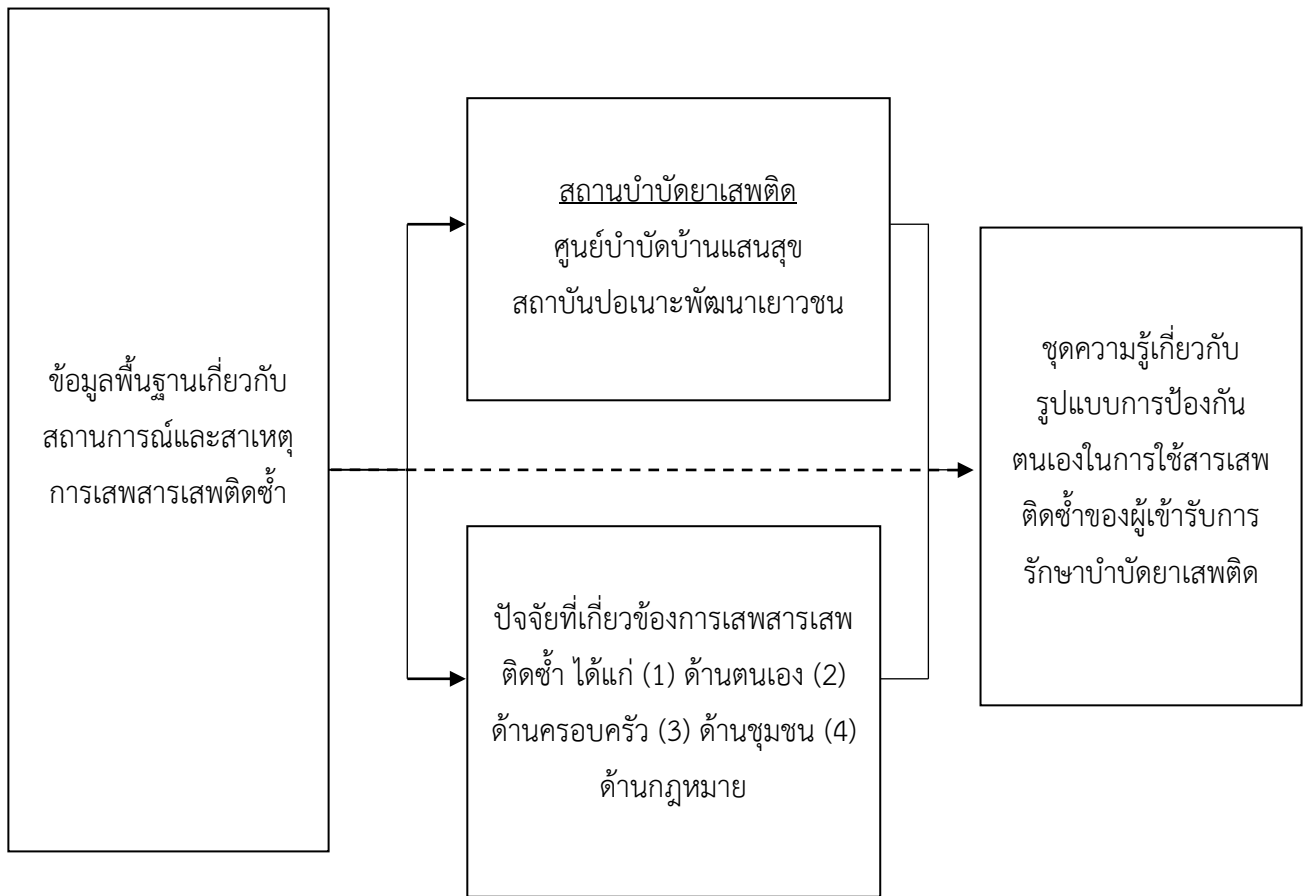 ข้อมูลพื้นฐานเกี่ยวกับ
สถานการณ์และสาเหตุ
การเสพสารเสพติดซ้ำ
สถานบำบัดยาเสพติด
ศูนย์บำบัดบ้านแสนสุข
สถาบันปอเนาะพัฒนาเยาวชน
ปัจจัยที่เกี่ยวข้องการเสพสารเสพ
ติดซ้ำ ได้แก่ (1) ด้านตนเอง (2)
ด้านครอบครัว (3) ด้านชุมชน (4)
ด้านกฎหมาย
ชุดความรู้เกี่ยวกับ
รูปแบบการป้องกัน
ตนเองในการใช้สารเสพ
ติดซ้ำของผู้เข้ารับการ
รักษาบำบัดยาเสพติด